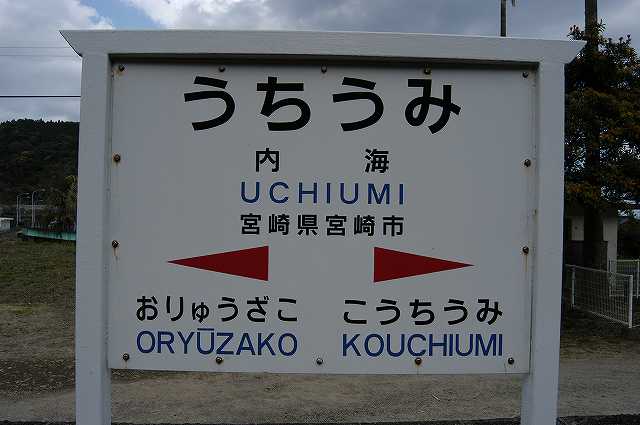 うちうみ
内海
UCHIUMI
宮崎県宮崎市
おりゅうざこ こうちうみ
ORYŪZAKO KOUCHIUMI